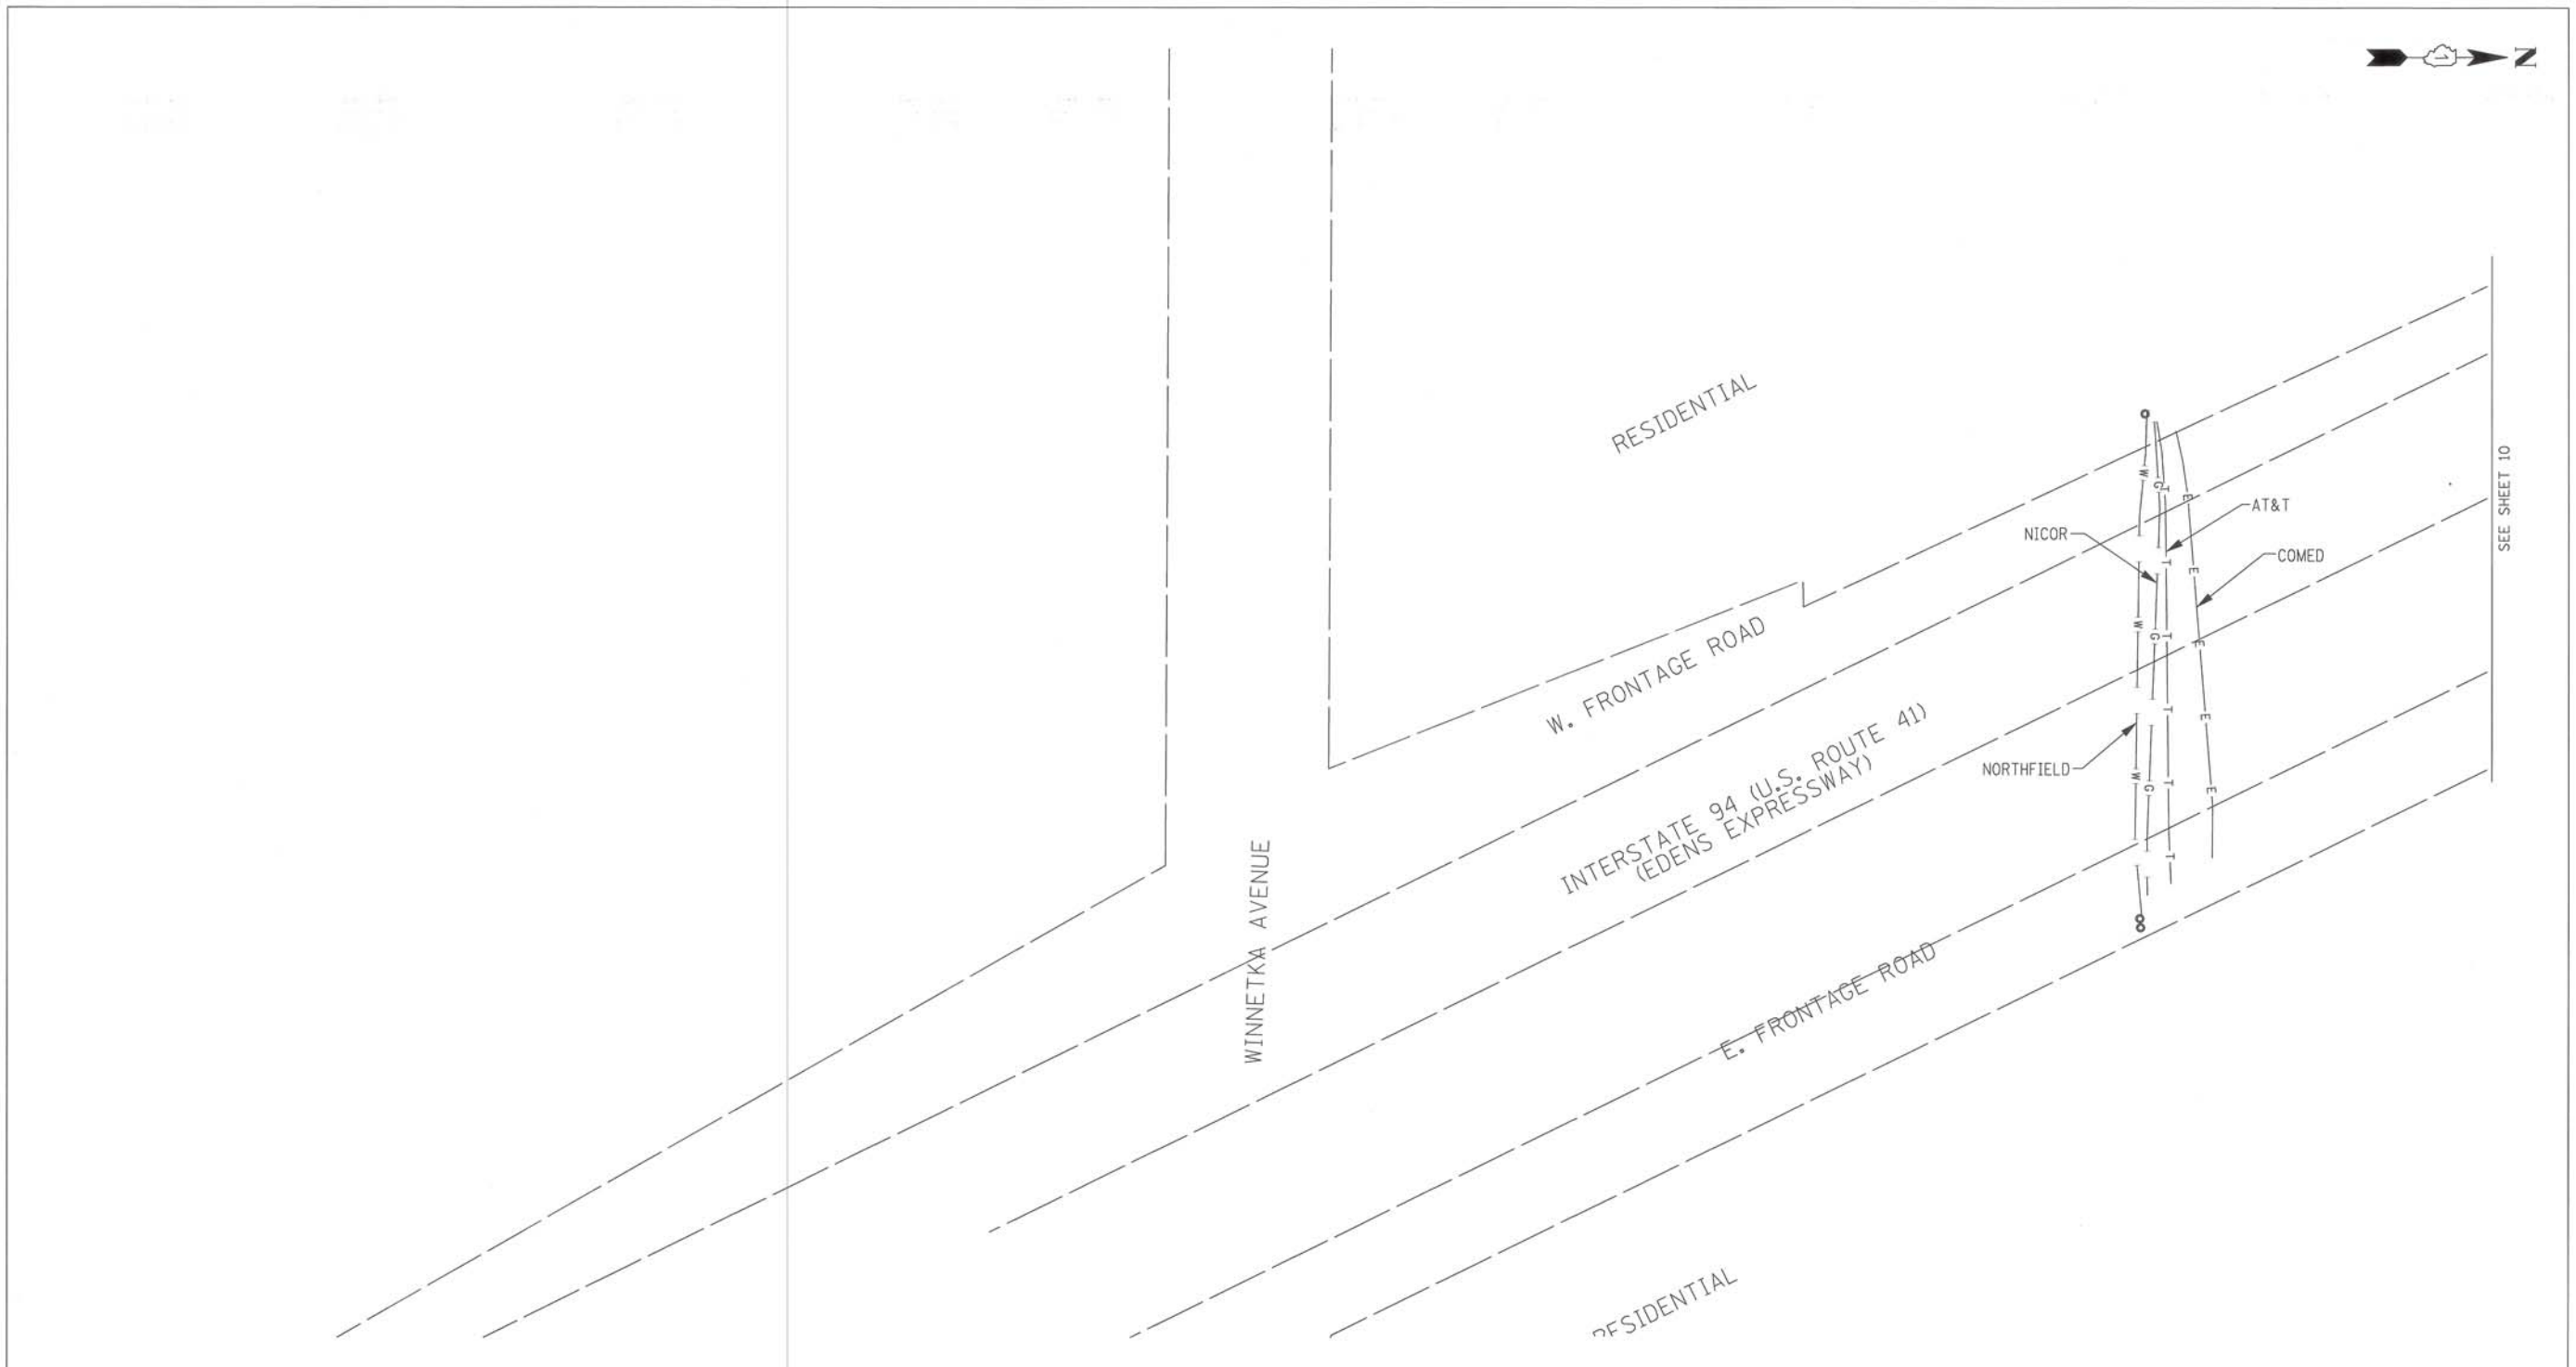 N
RESIDENTIAL
SEE SHEET 10
W
G
T
E
AT&T
NICOR
COMED
E
T
E
W
G
T
E
W. FRONTAGE ROAD
T
E
INTERSTATE 94 (U.S. ROUTE 41)
(EDENS EXPRESSWAY)
NORTHFIELD
W
G
T
E
T
WINNETKA AVENUE
E. FRONTAGE ROAD
RESIDENTIAL